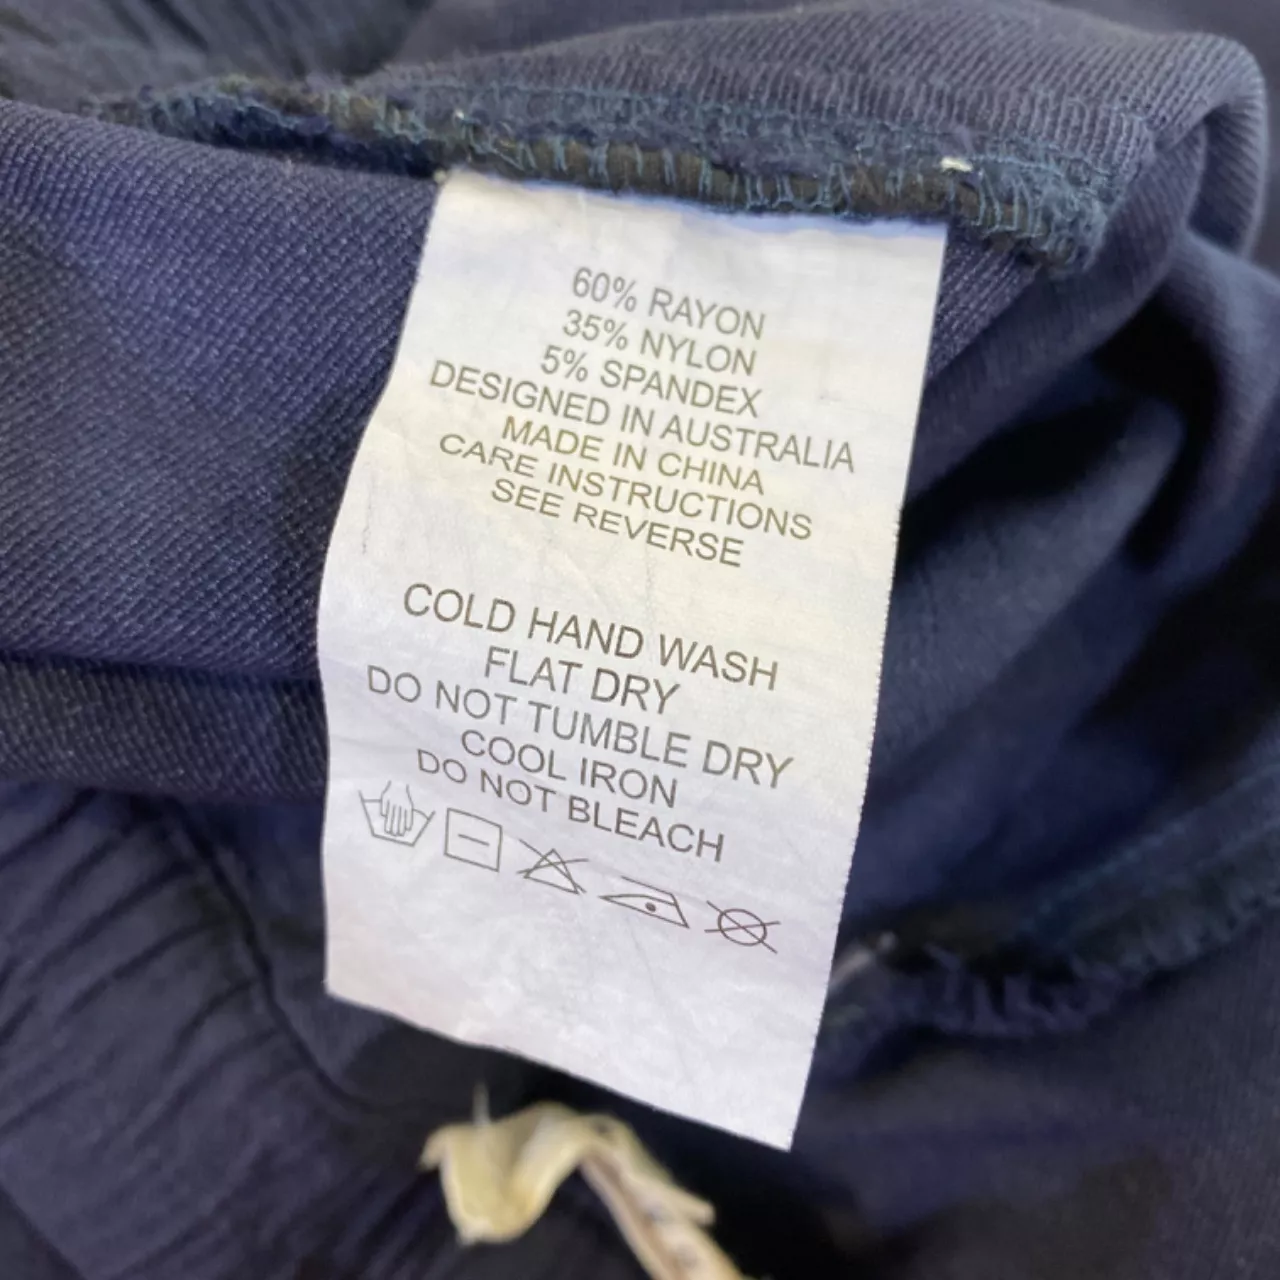 60% RAYON
35% NYLON
5% SPANDEX
DESIGNED IN AUSTRALIA
MADE IN CHINA
CARE INSTRUCTIONS
SEE REVERSE
COLD HAND WASH
FLAT DRY
DO NOT TUMBLE DRY
COOL IRON
DO NOT BLEACH